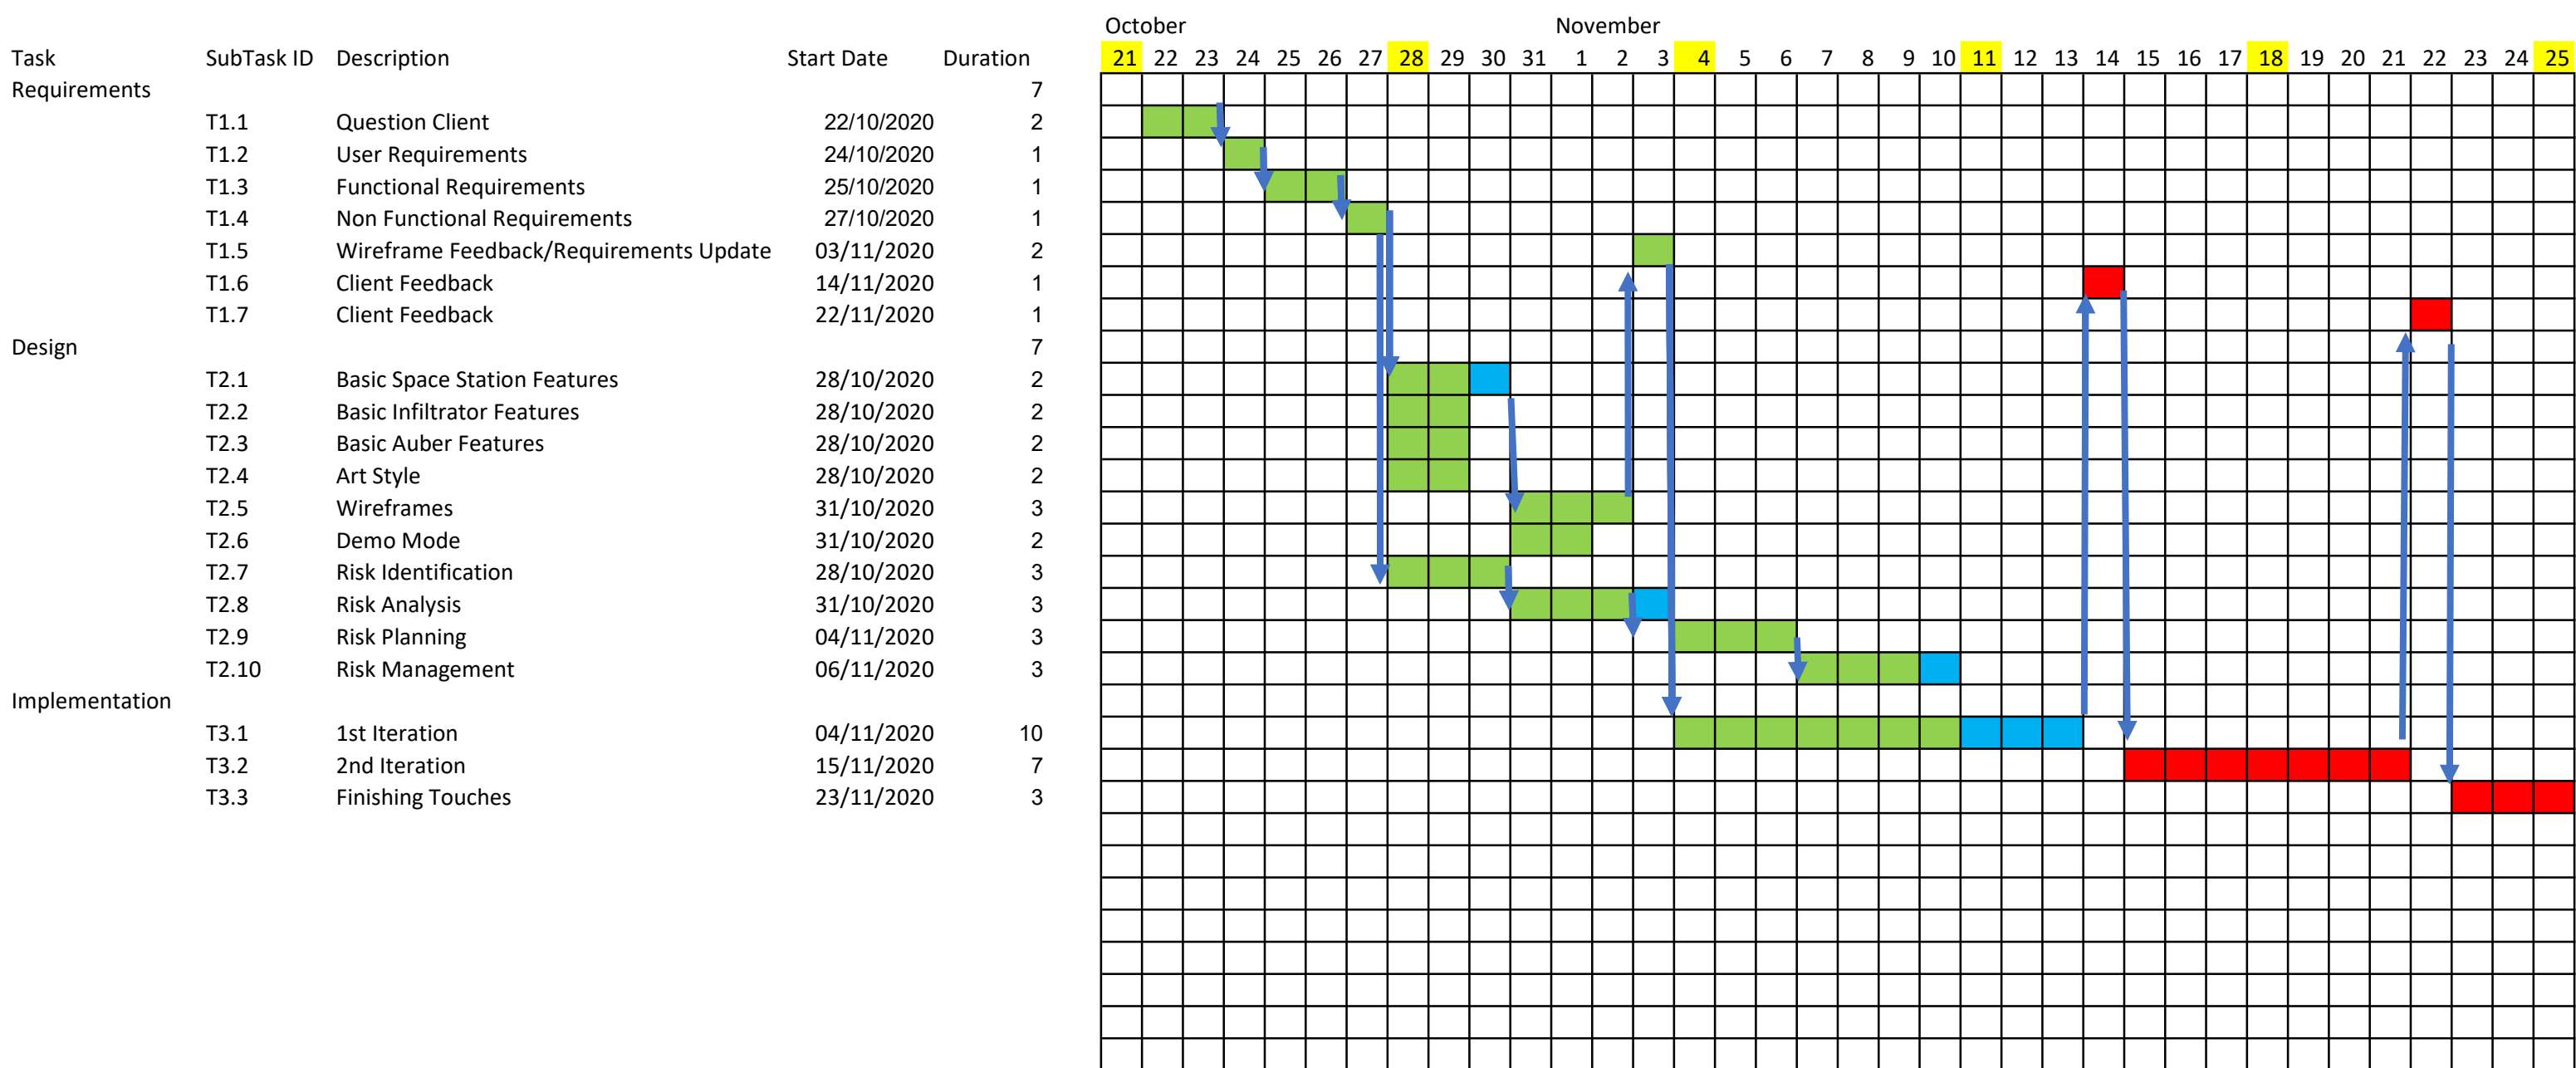 October November
Task SubTask ID Description Start Date Duration 21 22 23 24 25 26 27 28 29 30 31 1 2 3 4 5 6 7 8 9 10 11 12 13 14 15 16 17 18 19 20 21 22 23 24 25
Requirements 7
T1.1 Question Client 22/10/2020 2
T1.2 User Requirements 24/10/2020 1
T1.3 Functional Requirements 25/10/2020 1
T1.4 Non Functional Requirements 27/10/2020 1
T1.5 Wireframe Feedback/Requirements Update 03/11/2020 2
T1.6 Client Feedback 14/11/2020 1
T1.7 Client Feedback 22/11/2020 1
Design 7
T2.1 Basic Space Station Features 28/10/2020 2
T2.2 Basic Infiltrator Features 28/10/2020 2
T2.3 Basic Auber Features 28/10/2020 2
T2.4 Art Style 28/10/2020 2
T2.5 Wireframes 31/10/2020 3
T2.6 Demo Mode 31/10/2020 2
T2.7 Risk Identification 28/10/2020 3
T2.8 Risk Analysis 31/10/2020 3
T2.9 Risk Planning 04/11/2020 3
T2.10 Risk Management 06/11/2020 3
Implementation
T3.1 1st Iteration 04/11/2020 10
T3.2 2nd Iteration 15/11/2020 7
T3.3 Finishing Touches 23/11/2020 3